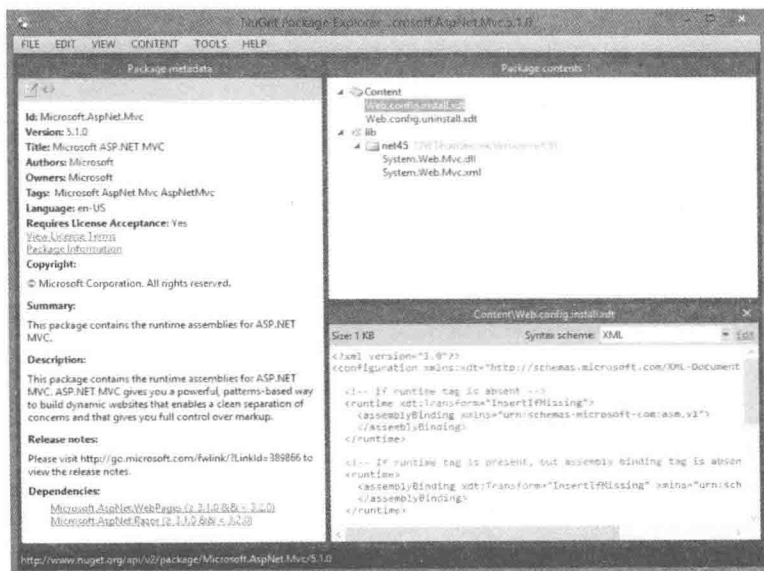 NuGet Package Explorer...crosoft.AspNet.Mvc.5.1.0
FILE EDIT VIEW CONTENT TOOLS HELP
Package metadata
Id: Microsoft.AspNet.Mvc
Version: 5.1.0
Title: Microsoft ASP.NET MVC
Authors: Microsoft
Owners: Microsoft
Tags: Microsoft AspNet Mvc AspNetMvc
Language: en-US
Requires License Acceptance: Yes
View License Terms
Package Information
Copyright:
© Microsoft Corporation. All rights reserved.
Summary:
This package contains the runtime assemblies for ASP.NET
MVC.
Description:
This package contains the runtime assemblies for ASP.NET
MVC. ASP.NET MVC gives you a powerful, patterns-based way
to build dynamic websites that enables a clean separation of
concerns and that gives you full control over markup.
Release notes:
Please visit http://go.microsoft.com/fwlink/?LinkId=389866 to
view the release notes.
Dependencies:
Microsoft.AspNet.WebPages (≥ 3.1.0 && < 3.2.0)
Microsoft.AspNet.Razor (≥ 3.1.0 && < 3.2.0)
Package contents
Content
Web.config.install.xdt
Web.config.uninstall.xdt
lib
net45
System.Web.Mvc.dll
System.Web.Mvc.xml
Content\Web.config.install.xdt
Size: 1 KB Syntax scheme: XML Edit
<?xml version="1.0"?>
<configuration xmlns:xdt="http://schemas.microsoft.com/XML-Document
<!-- If runtime tag is absent -->
<runtime xdt:Transform="InsertIfMissing">
<assemblyBinding xmlns="urn:schemas-microsoft-com:asm.v1">
</assemblyBinding>
</runtime>
<!-- If runtime tag is present, but assembly binding tag is absen
<runtime>
<assemblyBinding xdt:Transform="InsertIfMissing" xmlns="urn:sch
</assemblyBinding>
</runtime>
http://www.nuget.org/api/v2/package/Microsoft.AspNet.Mvc/5.1.0